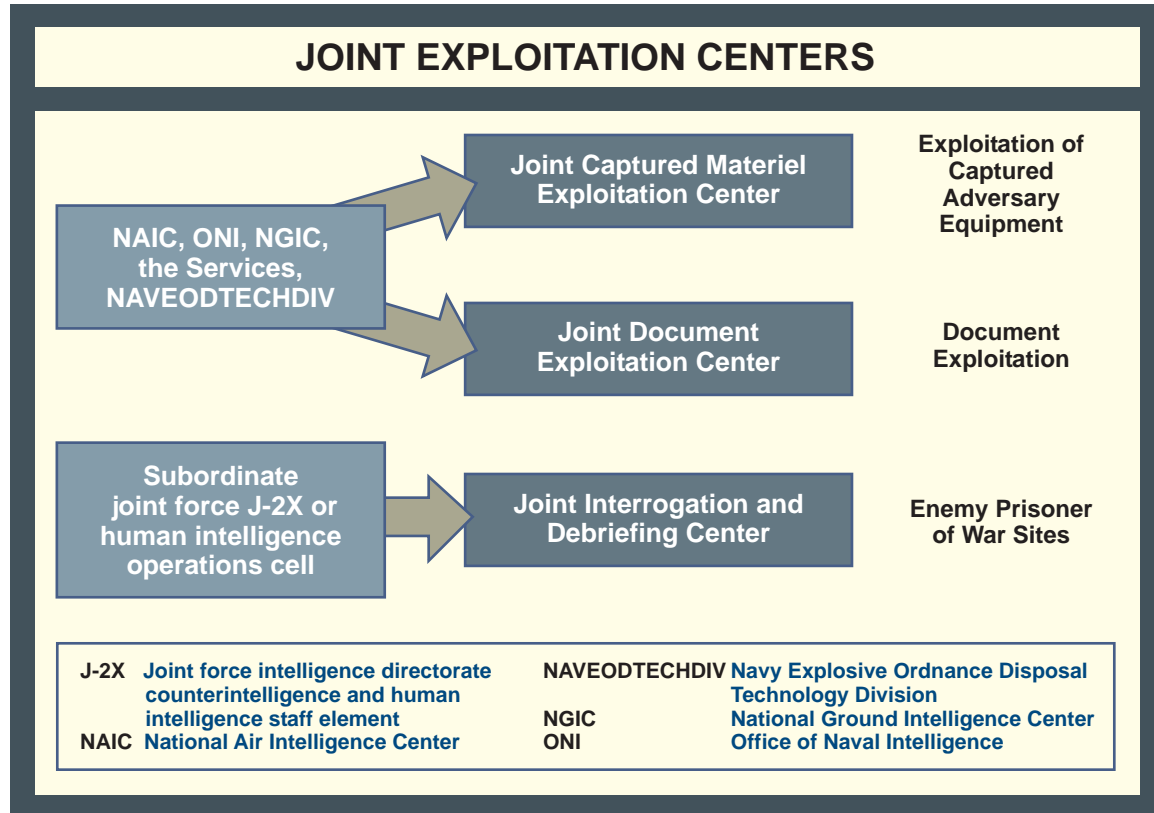 JOINT EXPLOITATION CENTERS
NAIC, ONI, NGIC,
the Services,
NAVEODTECHDIV
Joint Captured Materiel
Exploitation Center
Exploitation of
Captured
Adversary
Equipment
Joint Document
Exploitation Center
Document
Exploitation
Subordinate
joint force J-2X or
human intelligence
operations cell
Joint Interrogation and
Debriefing Center
Enemy Prisoner
of War Sites
J-2X Joint force intelligence directorate
counterintelligence and human
intelligence staff element
NAIC National Air Intelligence Center
NAVEODTECHDIV Navy Explosive Ordnance Disposal
Technology Division
NGIC National Ground Intelligence Center
ONI Office of Naval Intelligence